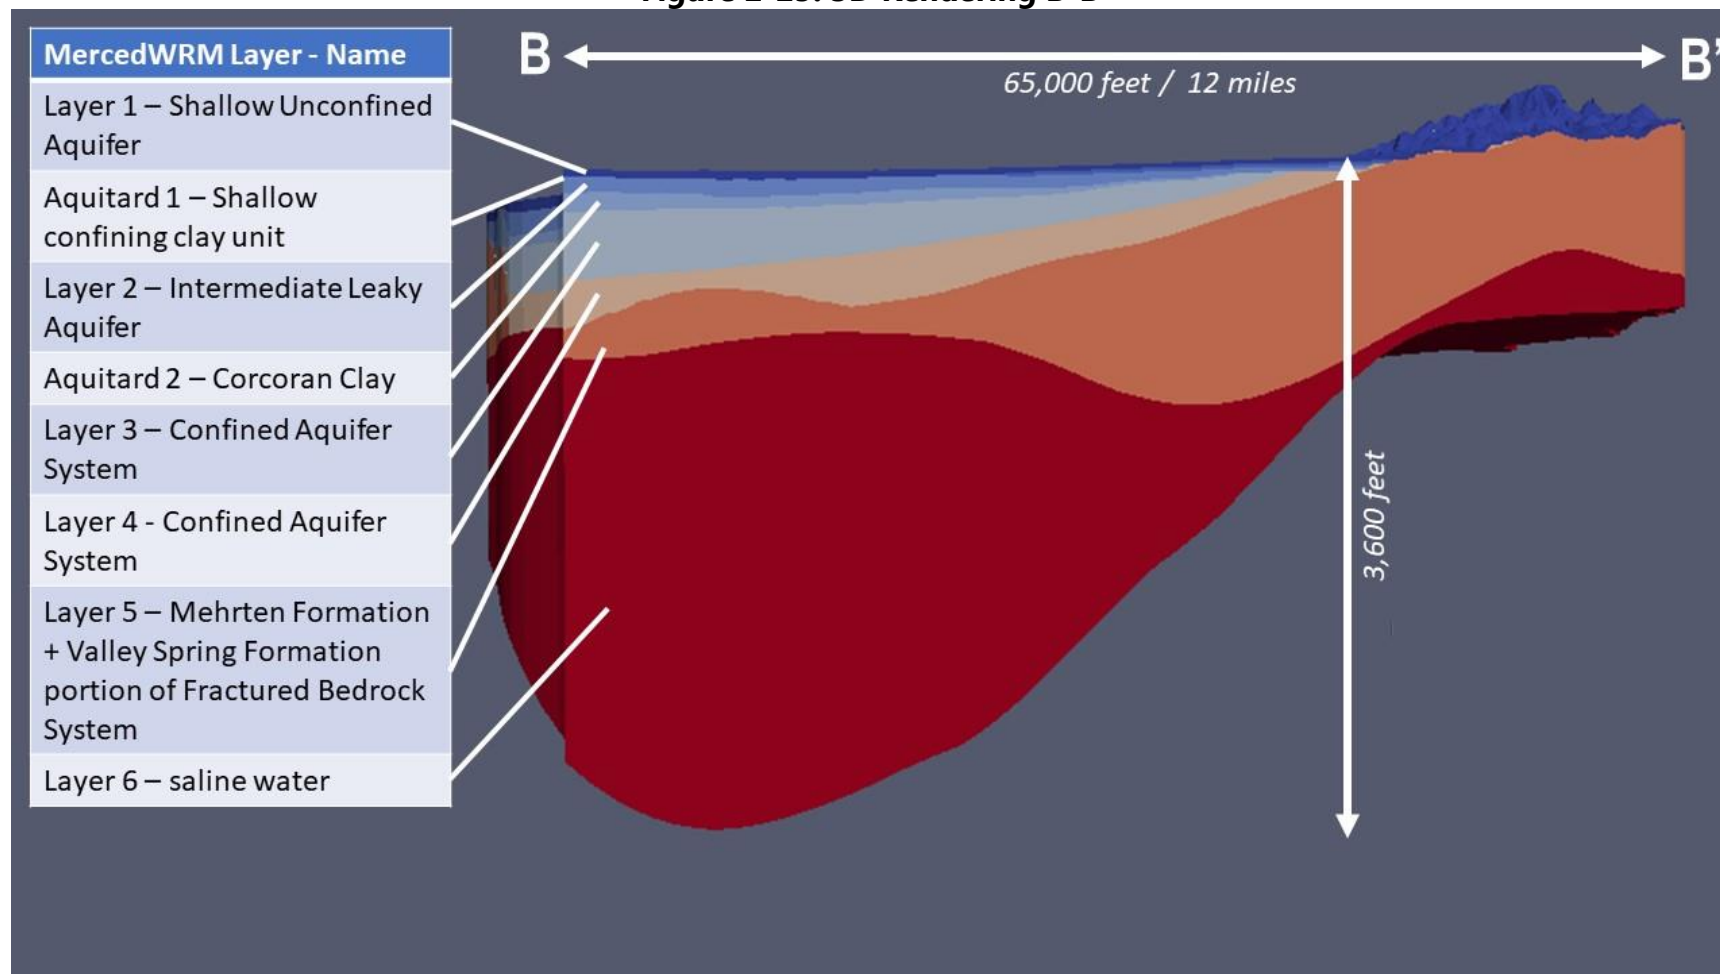 MercedWRM Layer - Name
Layer 1 – Shallow Unconfined
Aquifer
Aquitard 1 – Shallow
confining clay unit
Layer 2 – Intermediate Leaky
Aquifer
Aquitard 2 – Corcoran Clay
Layer 3 – Confined Aquifer
System
Layer 4 - Confined Aquifer
System
Layer 5 – Mehrten Formation
+ Valley Spring Formation
portion of Fractured Bedrock
System
Layer 6 – saline water
B
B'
65,000 feet / 12 miles
3,600 feet